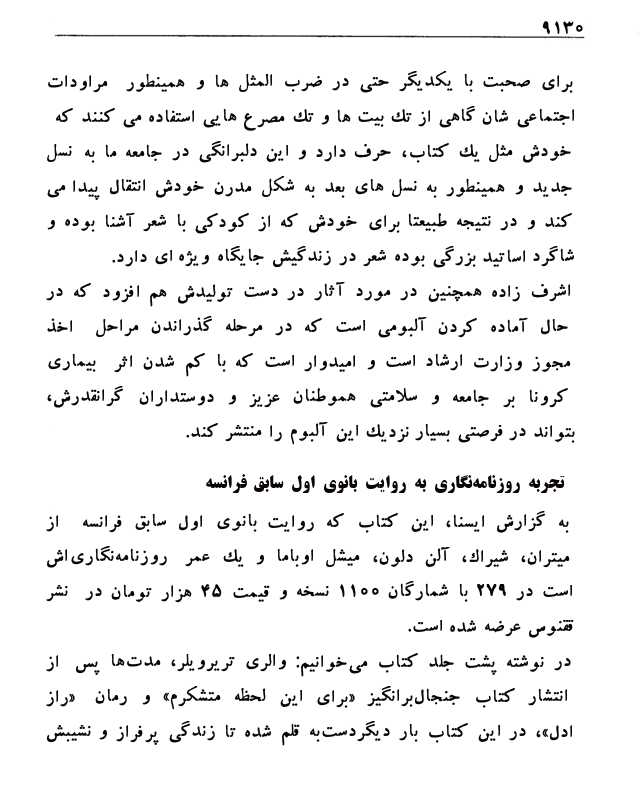 ۹۱۳۰
برای صحبت با یکدیگر حتی در ضرب المثل ها و همینطور مراودات
اجتماعی شان گاهی از تك بیت ها و تك مصرع هایی استفاده می کنند که
خودش مثل يك کتاب، حرف دارد و این دلبرانگی در جامعه ما به نسل
جدید و همینطور به نسل های بعد به شکل مدرن خودش انتقال پیدا می
کند و در نتیجه طبیعتا برای خودش که از کودکی با شعر آشنا بوده و
شاگرد اساتید بزرگی بوده شعر در زندگیش جایگاه ویژه ای دارد.
اشرف زاده همچنین در مورد آثار در دست تولیدش هم افزود که در
حال آماده کردن آلبومی است که در مرحله گذراندن مراحل اخذ
مجوز وزارت ارشاد است و امیدوار است که با کم شدن اثر بیماری
کرونا بر جامعه و سلامتی هموطنان عزیز و دوستداران گرانقدرش،
بتواند در فرصتی بسیار نزديك این آلبوم را منتشر کند.
تجربه روزنامه‌نگاری به روایت بانوی اول سابق فرانسه
به گزارش ایسنا، این کتاب که روایت بانوی اول سابق فرانسه از
میتران، شیراك، آلن دلون، میشل اوباما و يك عمر روزنامه‌نگاری‌اش
است در ۲۷۹ با شمارگان ۱۱۰۰ نسخه و قیمت ۴۵ هزار تومان در نشر
ققنوس عرضه شده است.
در نوشته پشت جلد کتاب می‌خوانیم: والری تریرویلر، مدت‌ها پس از
انتشار کتاب جنجال‌برانگیز «برای این لحظه متشکرم» و رمان «راز
ادل»، در این کتاب بار دیگردست‌به قلم شده تا زندگی پرفراز و نشیبش